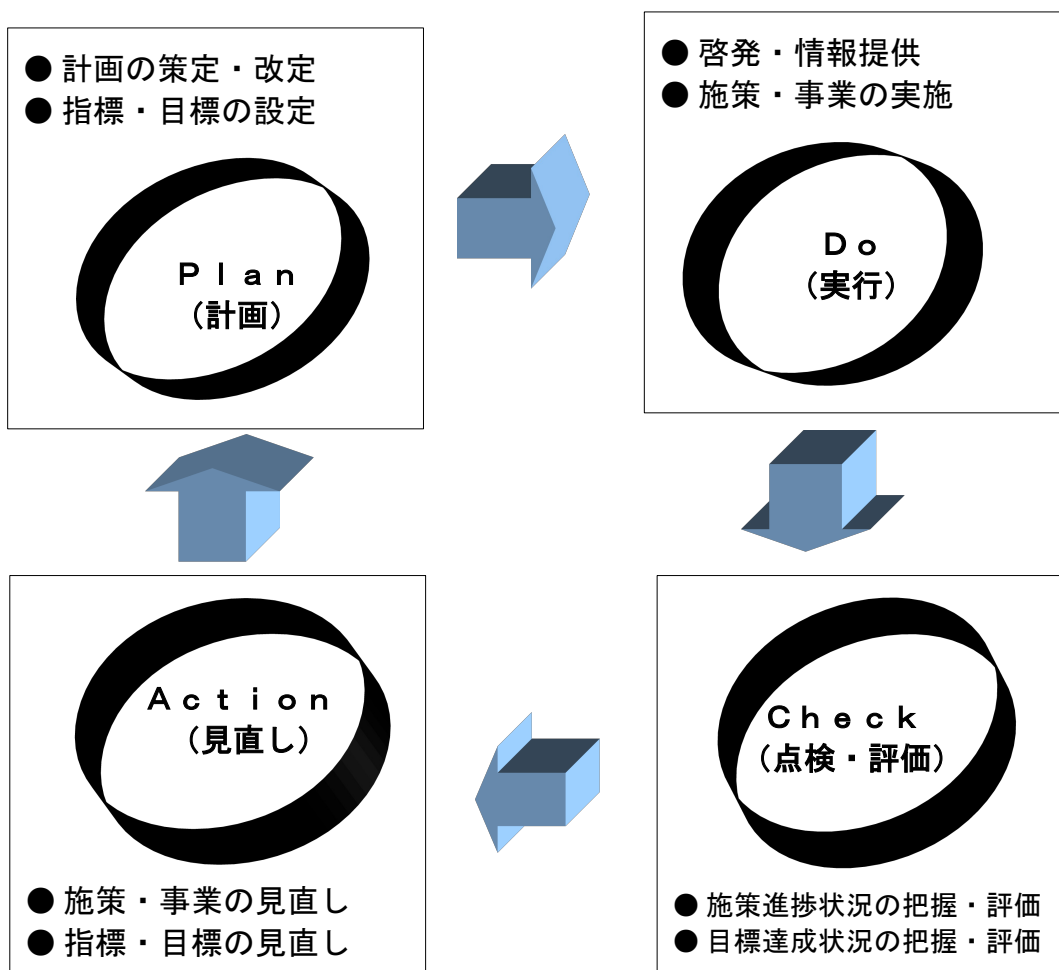 ● 計画の策定・改定
● 指標・目標の設定
Ｐｌａｎ
（計画）
● 啓発・情報提供
● 施策・事業の実施
Ｄｏ
（実行）
Ａｃｔｉｏｎ
（見直し）
● 施策・事業の見直し
● 指標・目標の見直し
Ｃｈｅｃｋ
（点検・評価）
● 施策進捗状況の把握・評価
● 目標達成状況の把握・評価